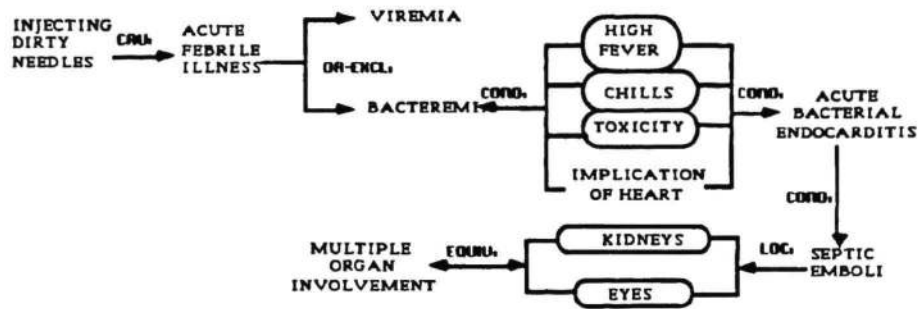 INJECTING
DIRTY
NEEDLES
CAU:
ACUTE
FEBRILE
ILLNESS
OR-EXCL:
VIREMIA
BACTEREMI
COND:
HIGH
FEVER
CHILLS
TOXICITY
IMPLICATION
OF HEART
COND:
ACUTE
BACTERIAL
ENDOCARDITIS
COND:
SEPTIC
EMBOLI
LOC:
KIDNEYS
EYES
EQUIV:
MULTIPLE
ORGAN
INVOLVEMENT